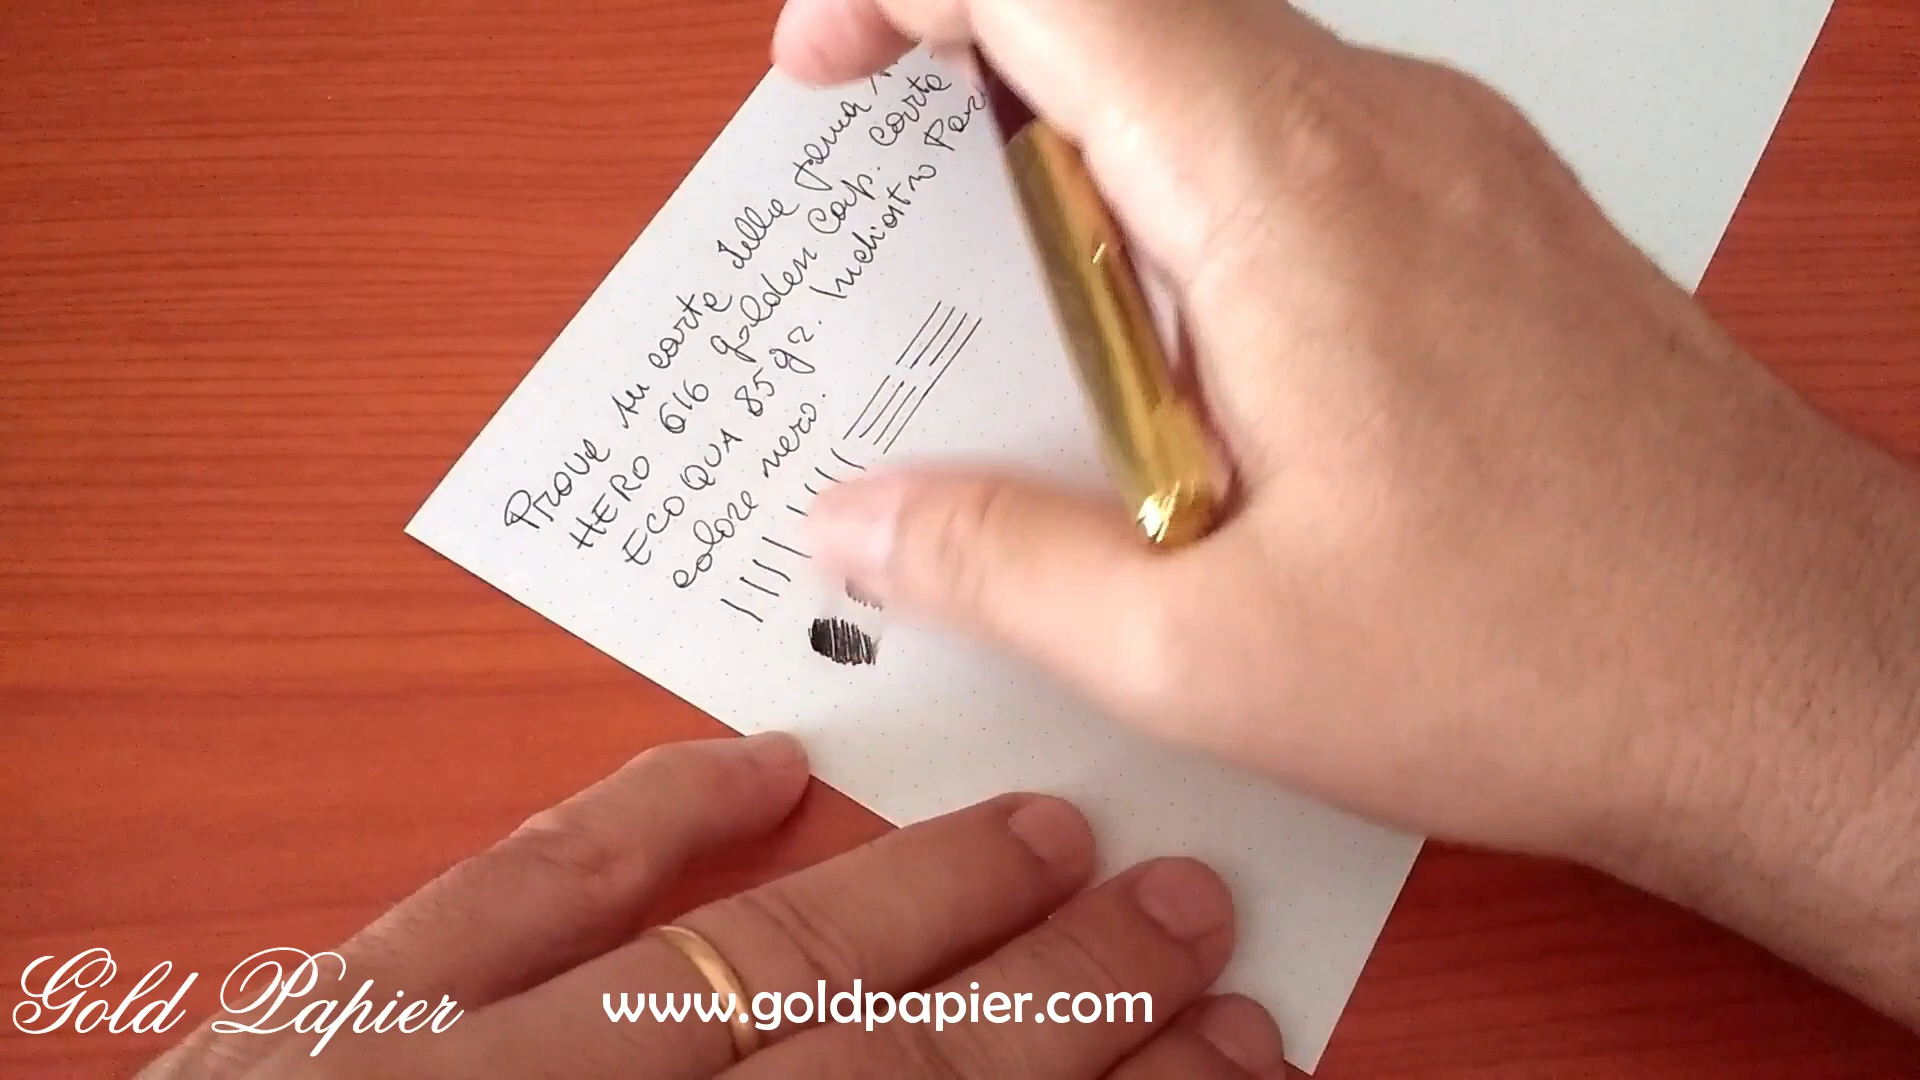 Prova su carta della penna
HERO 616 golden Corp. carta
ECOQUA 85 gr. Inchiostro
colore nero.
Gold Papier
www.goldpapier.com